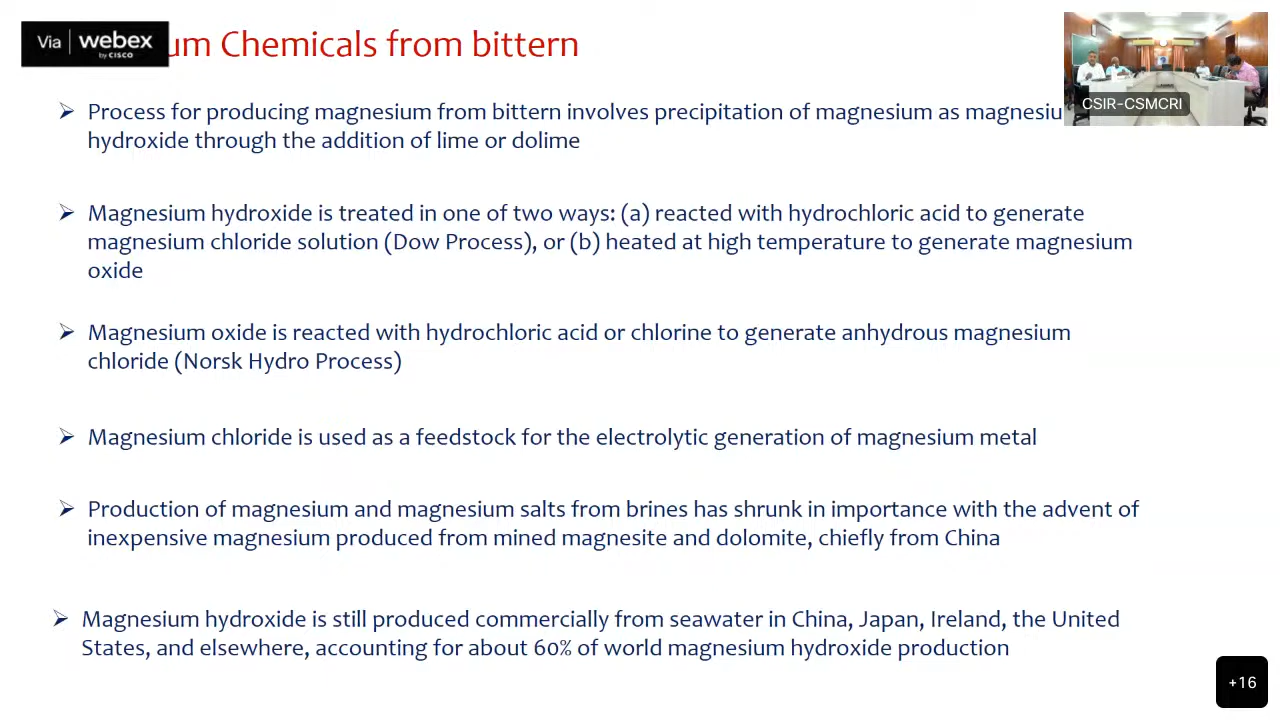 Via webex
by CISCO
um Chemicals from bittern
CSIR-CSMCRI
➢ Process for producing magnesium from bittern involves precipitation of magnesium as magnesiu
hydroxide through the addition of lime or dolime
➢ Magnesium hydroxide is treated in one of two ways: (a) reacted with hydrochloric acid to generate
magnesium chloride solution (Dow Process), or (b) heated at high temperature to generate magnesium
oxide
➢ Magnesium oxide is reacted with hydrochloric acid or chlorine to generate anhydrous magnesium
chloride (Norsk Hydro Process)
➢ Magnesium chloride is used as a feedstock for the electrolytic generation of magnesium metal
➢ Production of magnesium and magnesium salts from brines has shrunk in importance with the advent of
inexpensive magnesium produced from mined magnesite and dolomite, chiefly from China
➢ Magnesium hydroxide is still produced commercially from seawater in China, Japan, Ireland, the United
States, and elsewhere, accounting for about 60% of world magnesium hydroxide production
+16